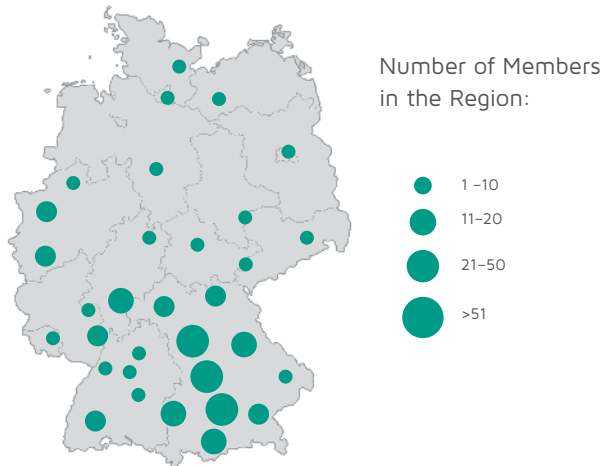 Number of Members
in the Region:
1 –10
11–20
21–50
>51